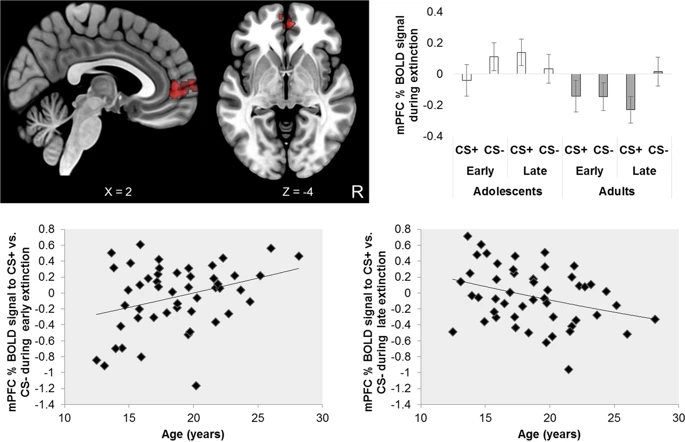 X = 2
Z = -4
R
mPFC % BOLD signal
during extinction
0.4
0.2
0
-0.2
-0.4
CS+ CS- CS+ CS- CS+ CS- CS+ CS-
Early Late Early Late
Adolescents Adults
mPFC % BOLD signal to CS+ vs.
CS- during early extinction
0.8
0.6
0.4
0.2
0
-0.2
-0.4
-0.6
-0.8
-1
-1.2
-1.4
10 15 20 25 30
Age (years)
mPFC % BOLD signal to CS+ vs.
CS- during late extinction
0.8
0.6
0.4
0.2
0
-0.2
-0.4
-0.6
-0.8
-1
-1.2
-1.4
10 15 20 25 30
Age (years)